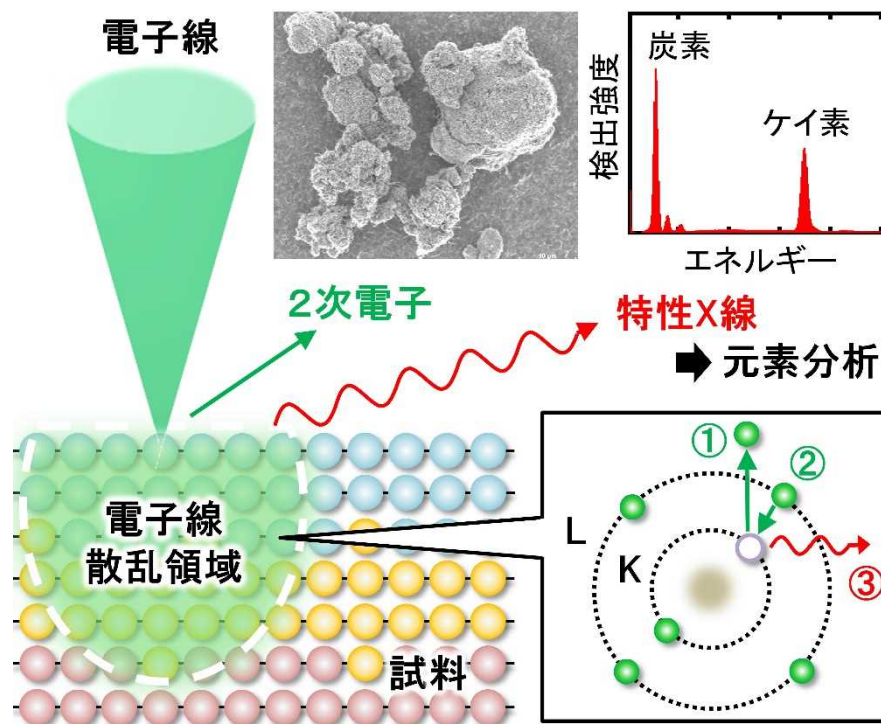 電子線
検出強度
炭素
ケイ素
エネルギー
2次電子
特性X線
元素分析
電子線
散乱領域
試料
①
②
L
K
③